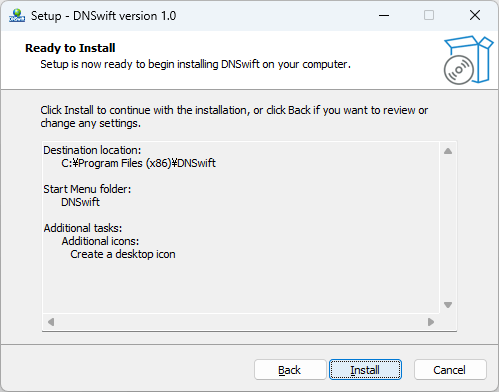 Setup - DNSwift version 1.0
Ready to Install
Setup is now ready to begin installing DNSwift on your computer.
Click Install to continue with the installation, or click Back if you want to review or
change any settings.
Destination location:
C:¥Program Files (x86)¥DNSwift
Start Menu folder:
DNSwift
Additional tasks:
Additional icons:
Create a desktop icon
Back
Install
Cancel